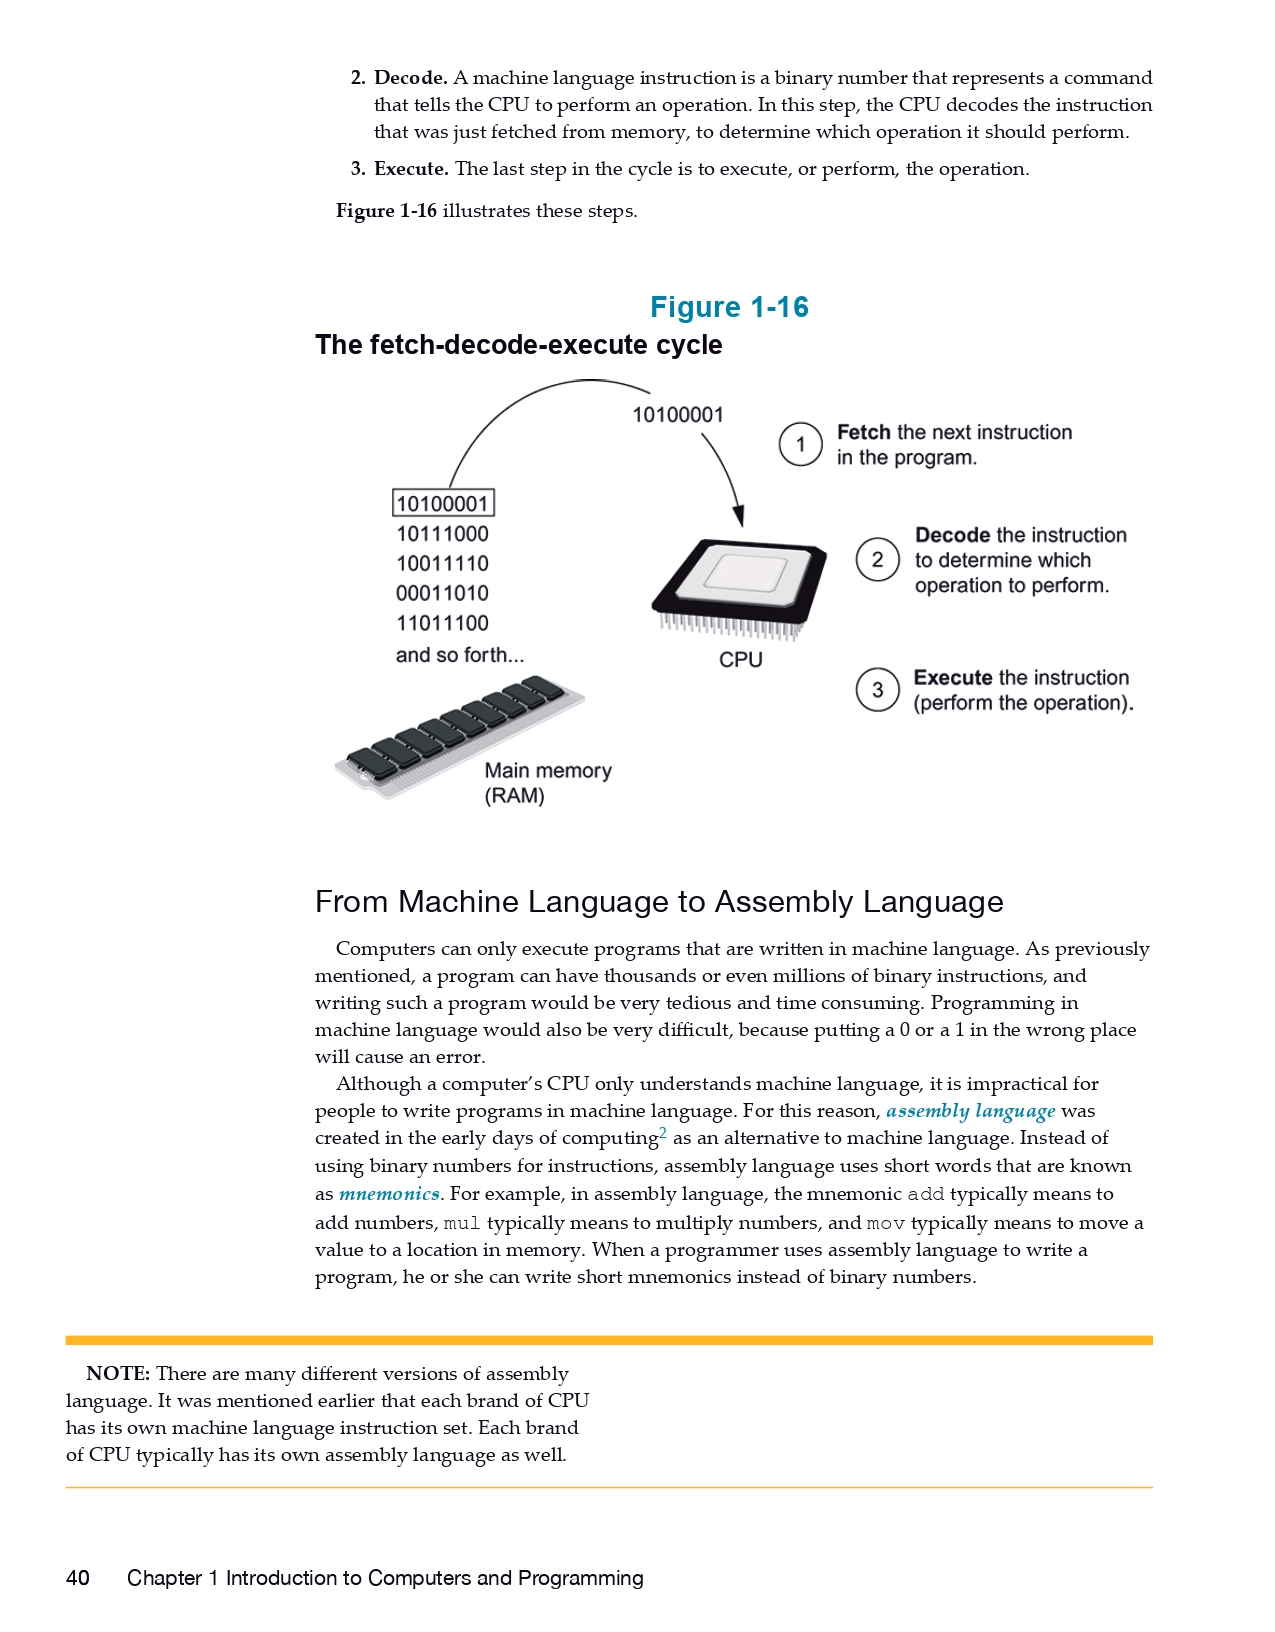 2. Decode. A machine language instruction is a binary number that represents a command
that tells the CPU to perform an operation. In this step, the CPU decodes the instruction
that was just fetched from memory, to determine which operation it should perform.
3. Execute. The last step in the cycle is to execute, or perform, the operation.
Figure 1-16 illustrates these steps.
Figure 1-16
The fetch-decode-execute cycle
10100001
1
Fetch the next instruction
in the program.
10100001
10111000
10011110
00011010
11011100
and so forth...
2
Decode the instruction
to determine which
operation to perform.
CPU
3
Execute the instruction
(perform the operation).
Main memory
(RAM)
From Machine Language to Assembly Language
Computers can only execute programs that are written in machine language. As previously
mentioned, a program can have thousands or even millions of binary instructions, and
writing such a program would be very tedious and time consuming. Programming in
machine language would also be very difficult, because putting a 0 or a 1 in the wrong place
will cause an error.
Although a computer’s CPU only understands machine language, it is impractical for
people to write programs in machine language. For this reason, assembly language was
created in the early days of computing2 as an alternative to machine language. Instead of
using binary numbers for instructions, assembly language uses short words that are known
as mnemonics. For example, in assembly language, the mnemonic add typically means to
add numbers, mul typically means to multiply numbers, and mov typically means to move a
value to a location in memory. When a programmer uses assembly language to write a
program, he or she can write short mnemonics instead of binary numbers.
NOTE: There are many different versions of assembly
language. It was mentioned earlier that each brand of CPU
has its own machine language instruction set. Each brand
of CPU typically has its own assembly language as well.
40 Chapter 1 Introduction to Computers and Programming